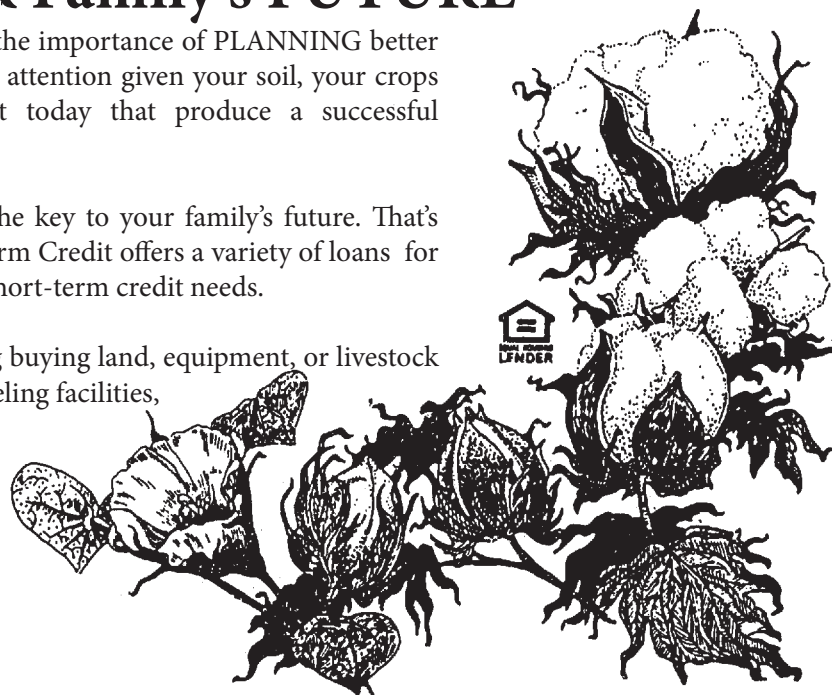 Family's FUTURE
the importance of PLANNING better
attention given your soil, your crops
t today that produce a successful
he key to your family's future. That's
rm Credit offers a variety of loans for
hort-term credit needs.
g buying land, equipment, or livestock
eling facilities,
EQUAL HOUSING
LENDER